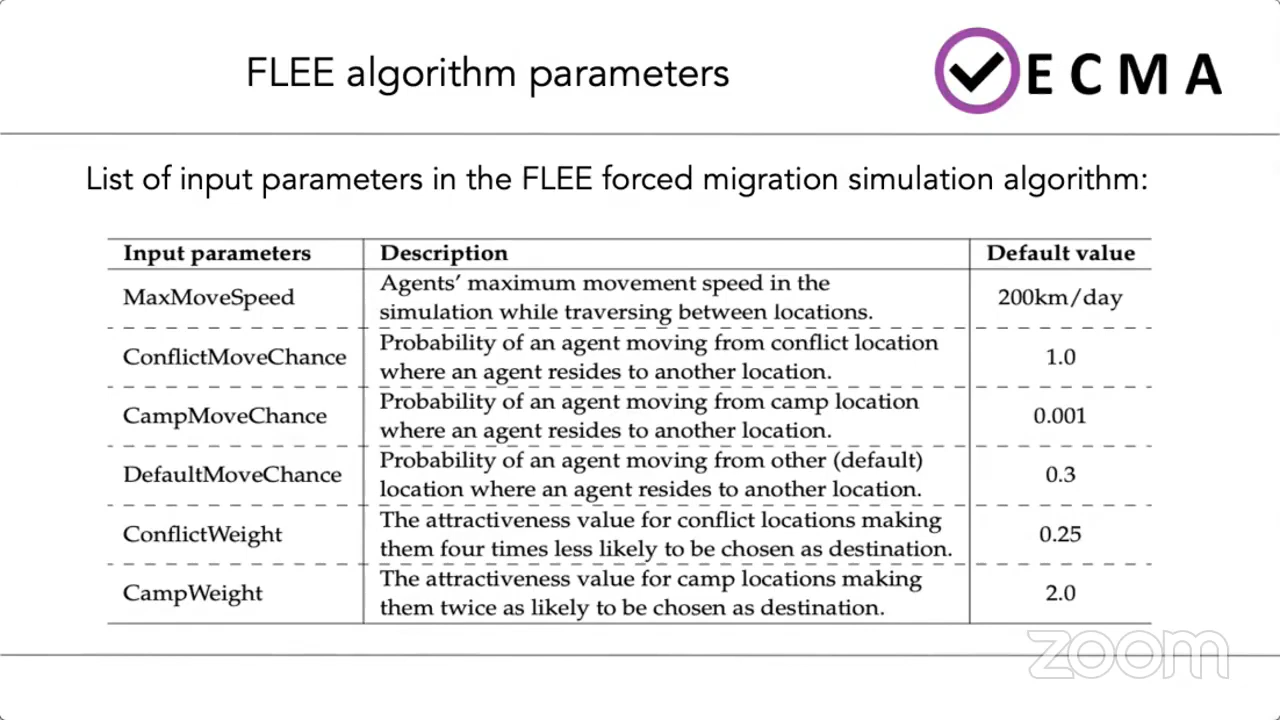 FLEE algorithm parameters
ECMA
List of input parameters in the FLEE forced migration simulation algorithm:
Input parameters Description Default value
MaxMoveSpeed Agents' maximum movement speed in the simulation while traversing between locations. 200km/day
ConflictMoveChance Probability of an agent moving from conflict location where an agent resides to another location. 1.0
CampMoveChance Probability of an agent moving from camp location where an agent resides to another location. 0.001
DefaultMoveChance Probability of an agent moving from other (default) location where an agent resides to another location. 0.3
ConflictWeight The attractiveness value for conflict locations making them four times less likely to be chosen as destination. 0.25
CampWeight The attractiveness value for camp locations making them twice as likely to be chosen as destination. 2.0
zoom